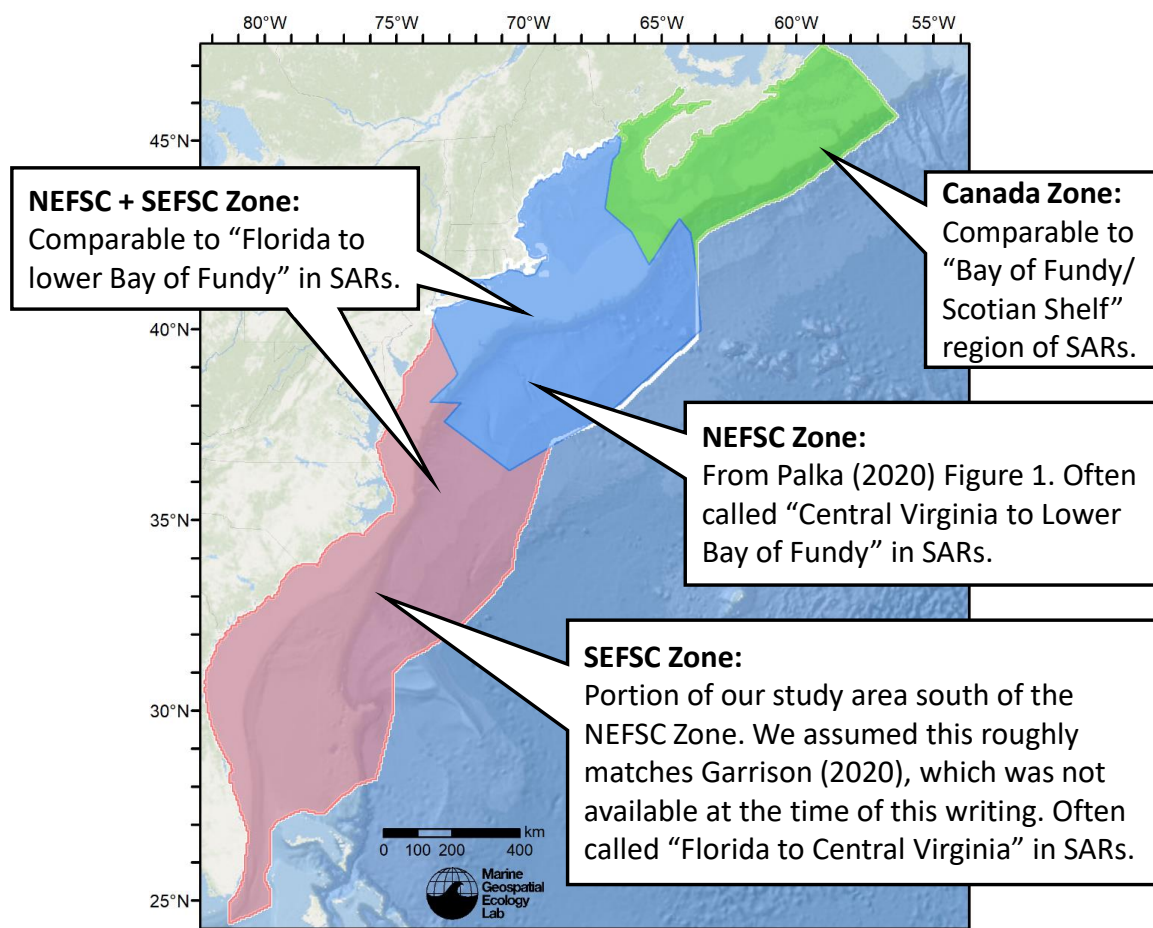 80°W 75°W 70°W 65°W 60°W 55°W
45°N
40°N
35°N
30°N
25°N
NEFSC + SEFSC Zone:
Comparable to “Florida to
lower Bay of Fundy” in SARs.
Canada Zone:
Comparable to
“Bay of Fundy/
Scotian Shelf”
region of SARs.
NEFSC Zone:
From Palka (2020) Figure 1. Often
called “Central Virginia to Lower
Bay of Fundy” in SARs.
SEFSC Zone:
Portion of our study area south of the
NEFSC Zone. We assumed this roughly
matches Garrison (2020), which was not
available at the time of this writing. Often
called “Florida to Central Virginia” in SARs.
km
0 100 200 400
Marine
Geospatial
Ecology
Lab